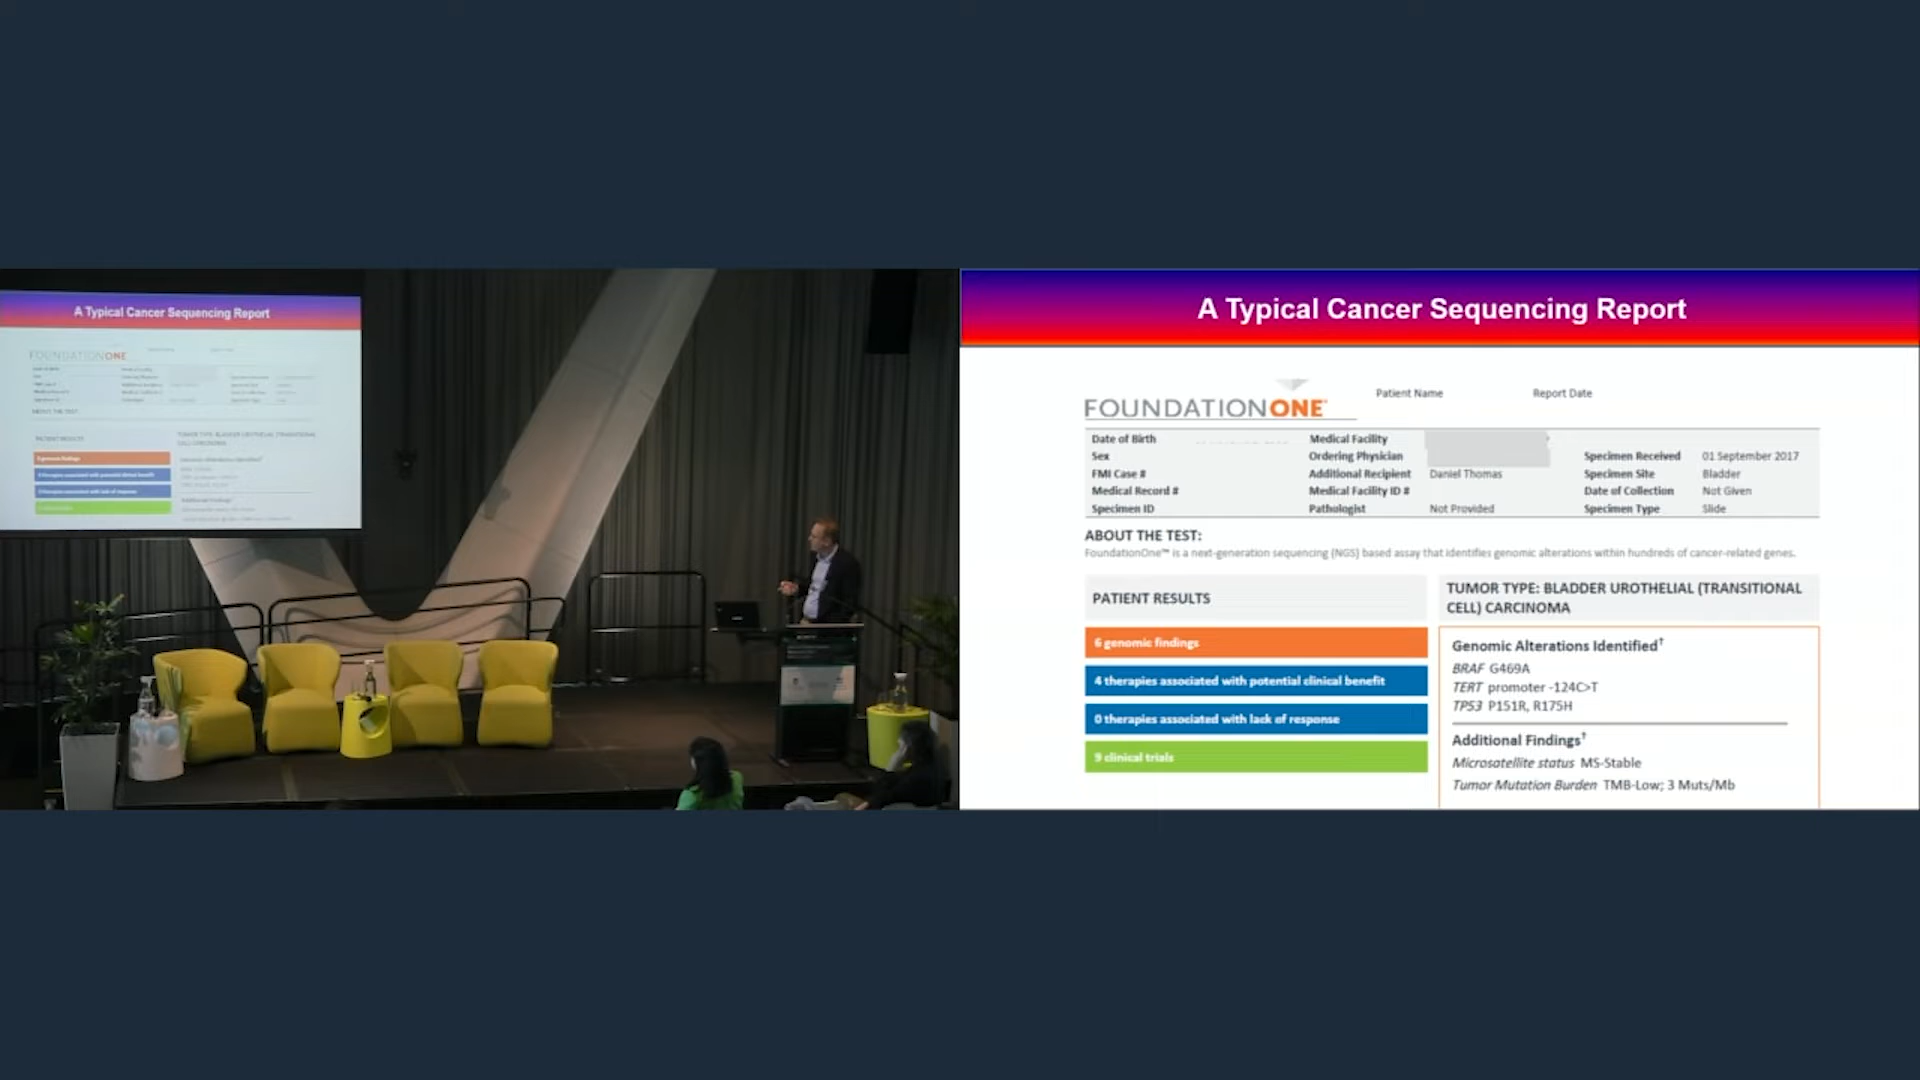 A Typical Cancer Sequencing Report
FOUNDATIONONE
A Typical Cancer Sequencing Report
Patient Name
Report Date
FOUNDATIONONE
Date of Birth
Medical Facility
Sex
Ordering Physician
Specimen Received 01 September 2017
FMI Case #
Additional Recipient Daniel Thomas
Specimen Site Bladder
Medical Record #
Medical Facility ID #
Date of Collection Not Given
Specimen ID
Pathologist Not Provided
Specimen Type Slide
ABOUT THE TEST:
FoundationOne™ is a next-generation sequencing (NGS) based assay that identifies genomic alterations within hundreds of cancer-related genes.
PATIENT RESULTS
6 genomic findings
4 therapies associated with potential clinical benefit
0 therapies associated with lack of response
9 clinical trials
TUMOR TYPE: BLADDER UROTHELIAL (TRANSITIONAL
CELL) CARCINOMA
Genomic Alterations Identified†
BRAF G469A
TERT promoter -124C>T
TP53 P151R, R175H
Additional Findings†
Microsatellite status MS-Stable
Tumor Mutation Burden TMB-Low; 3 Muts/Mb